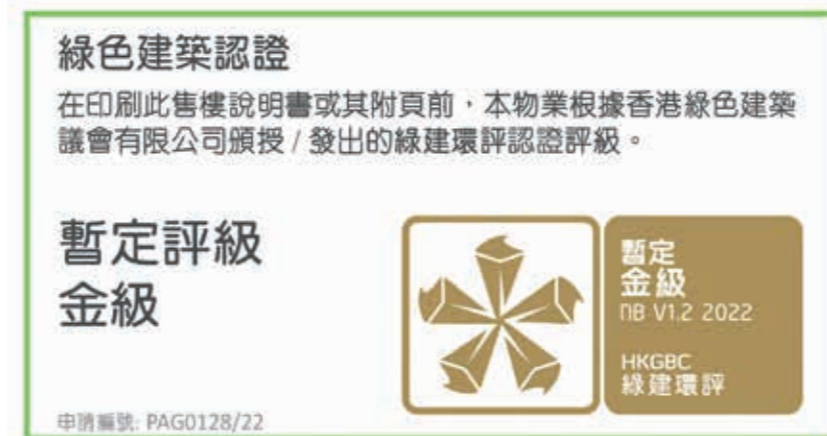 綠色建築認證
在印刷此售樓說明書或其附頁前，本物業根據香港綠色建築
議會有限公司頒授 / 發出的綠建環評認證評級。
暫定評級
金級
暫定
金級
NB V1.2 2022
HKGBC
綠建環評
申請編號: PAG0128/22